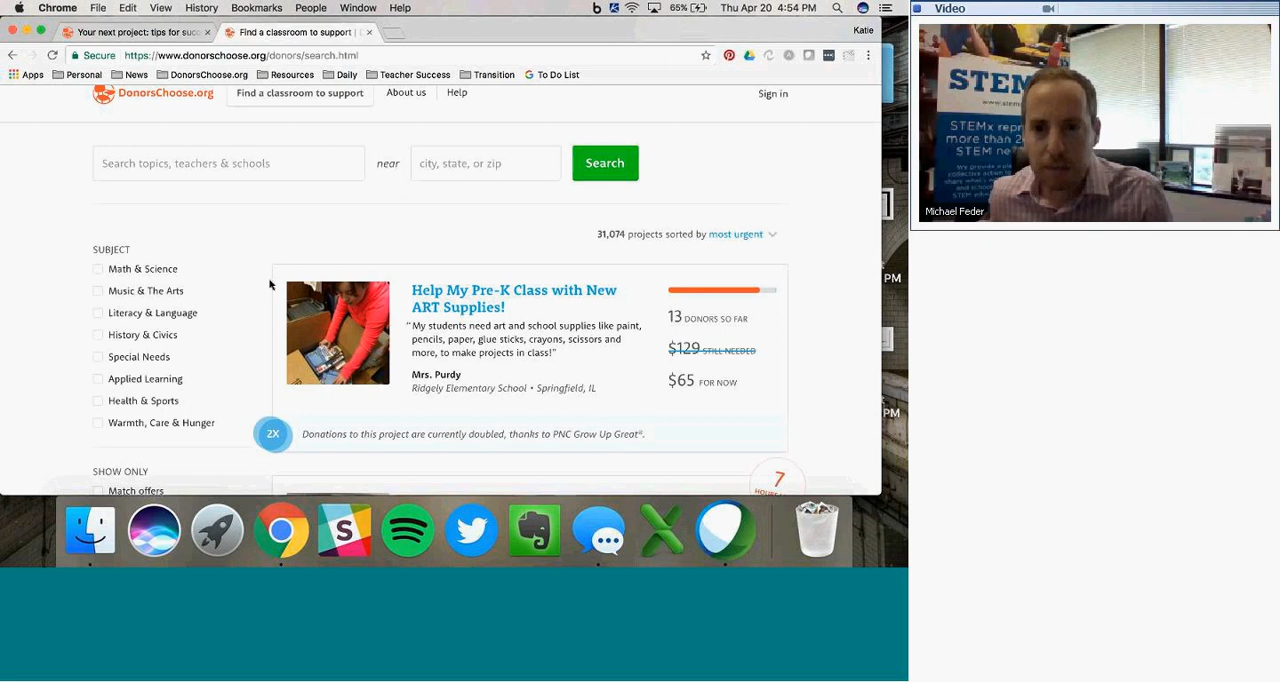 Chrome File Edit View History Bookmarks People Window Help
65% Thu Apr 20 4:54 PM
Video
Your next project: tips for succ
Find a classroom to support |
Katie
Secure https://www.donorschoose.org/donors/search.html
Apps Personal News DonorsChoose.org Resources Daily Teacher Success Transition To Do List
DonorsChoose.org Find a classroom to support About us Help Sign in
Search topics, teachers & schools near city, state, or zip Search
31,074 projects sorted by most urgent
SUBJECT
Math & Science
Music & The Arts
Literacy & Language
History & Civics
Special Needs
Applied Learning
Health & Sports
Warmth, Care & Hunger
SHOW ONLY
Match offers
Help My Pre-K Class with New
ART Supplies!
“My students need art and school supplies like paint,
pencils, paper, glue sticks, crayons, scissors and
more, to make projects in class!”
Mrs. Purdy
Ridgely Elementary School • Springfield, IL
13 DONORS SO FAR
$129 STILL NEEDED
$65 FOR NOW
2X Donations to this project are currently doubled, thanks to PNC Grow Up Great®.
7
PM
PM
STEM
STEMx repr
more than 2
STEM ne
Michael Feder